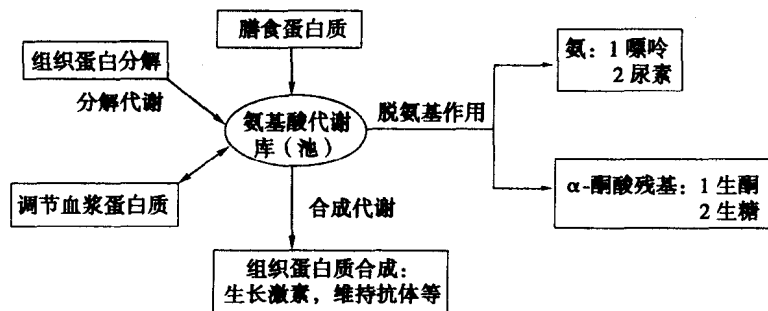 膳食蛋白质
组织蛋白分解
分解代谢
氨基酸代谢
库（池）
脱氨基作用
氨：1 嘌呤
2 尿素
调节血浆蛋白质
合成代谢
α-酮酸残基：1 生酮
2 生糖
组织蛋白质合成：
生长激素，维持抗体等